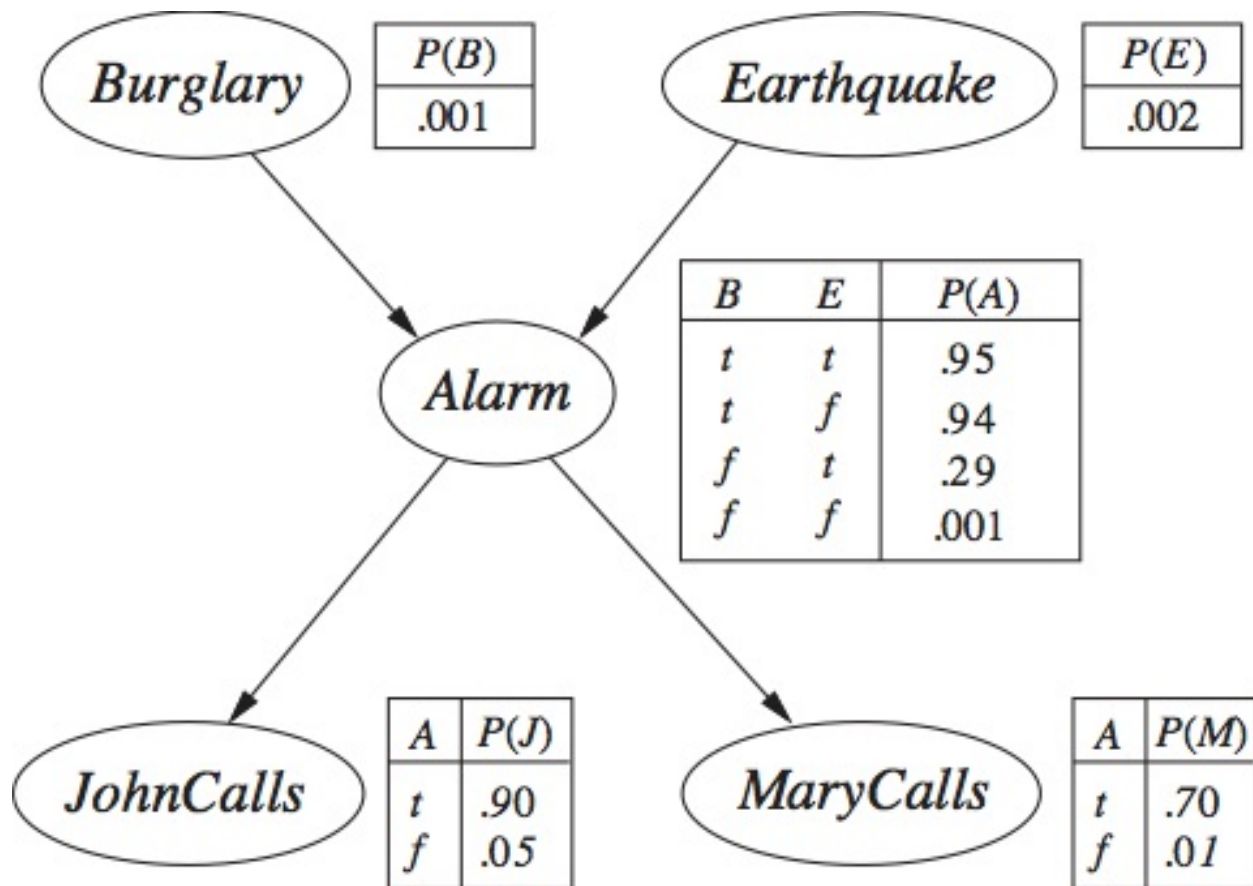 Burglary
P(B)
.001
Earthquake
P(E)
.002
Alarm
B E P(A)
t t .95
t f .94
f t .29
f f .001
JohnCalls
A P(J)
t .90
f .05
MaryCalls
A P(M)
t .70
f .01